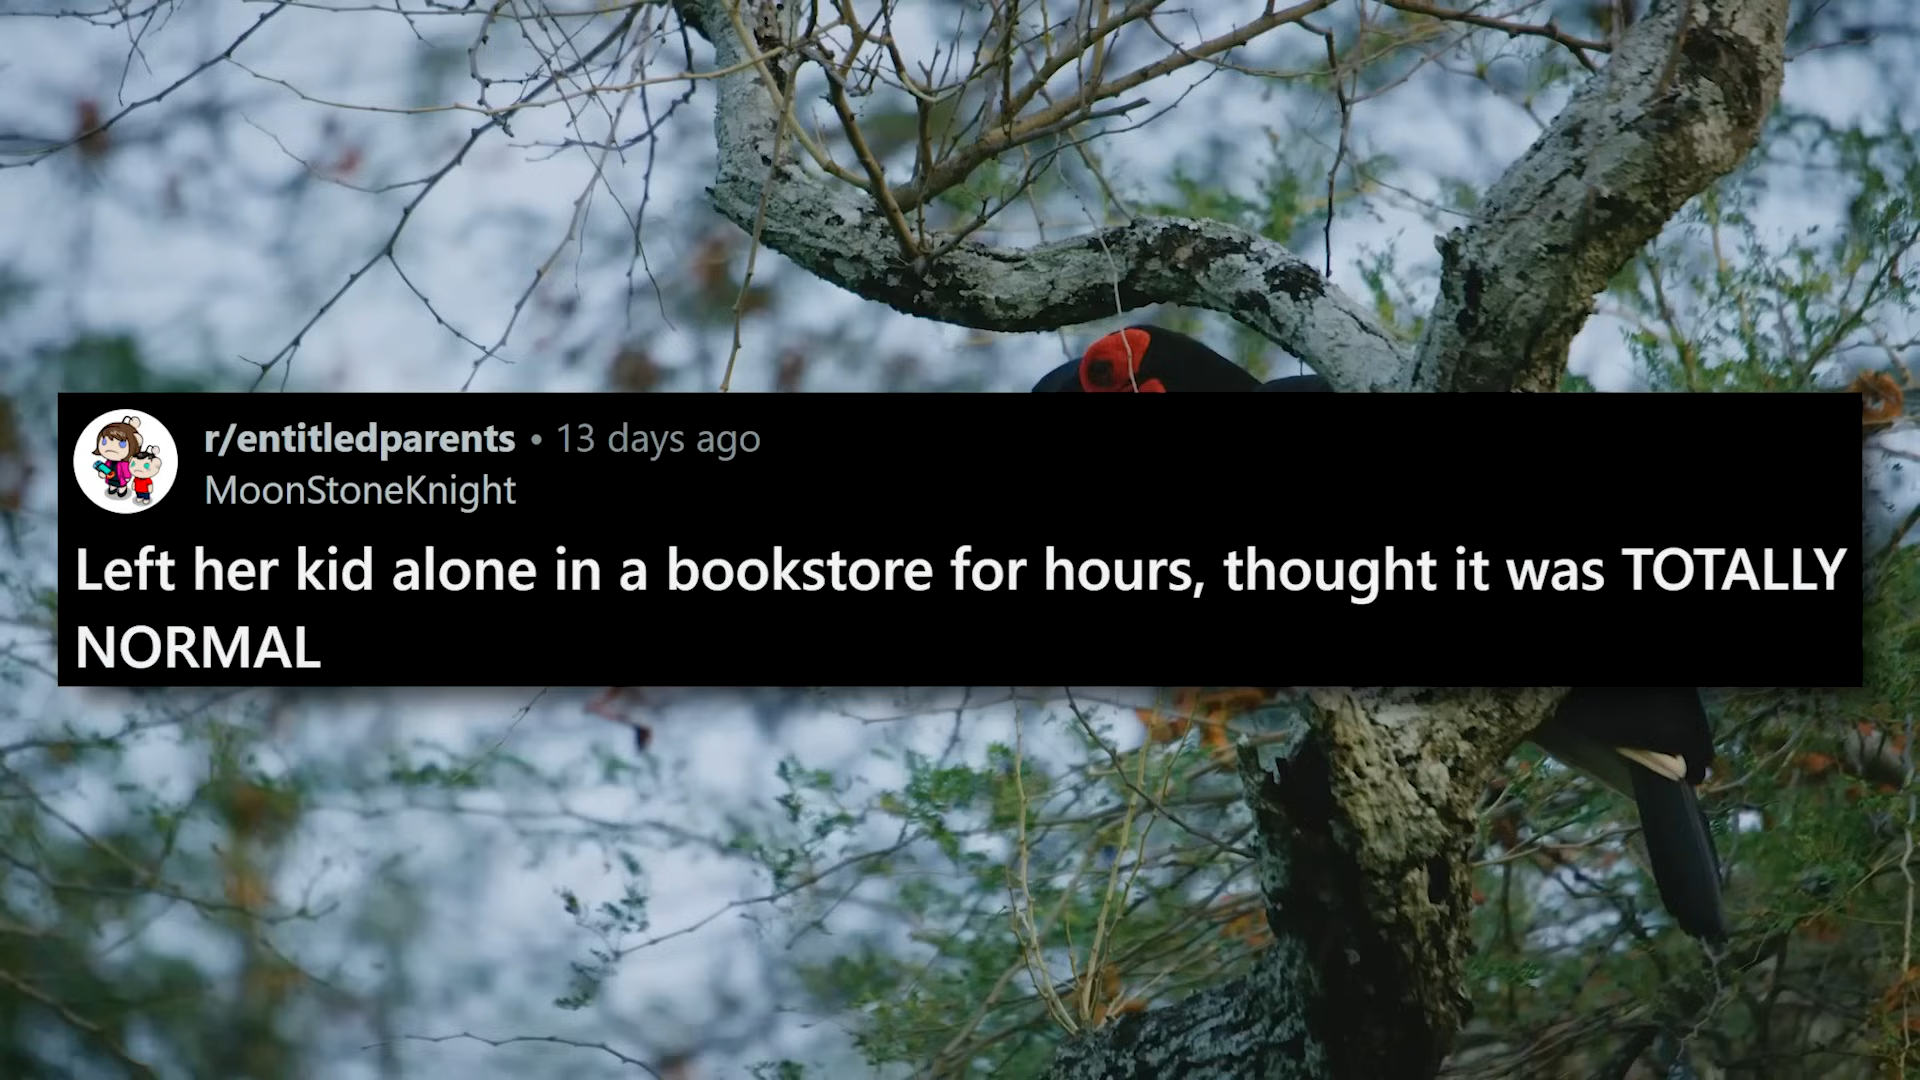 r/entitledparents • 13 days ago
MoonStoneKnight
Left her kid alone in a bookstore for hours, thought it was TOTALLY
NORMAL